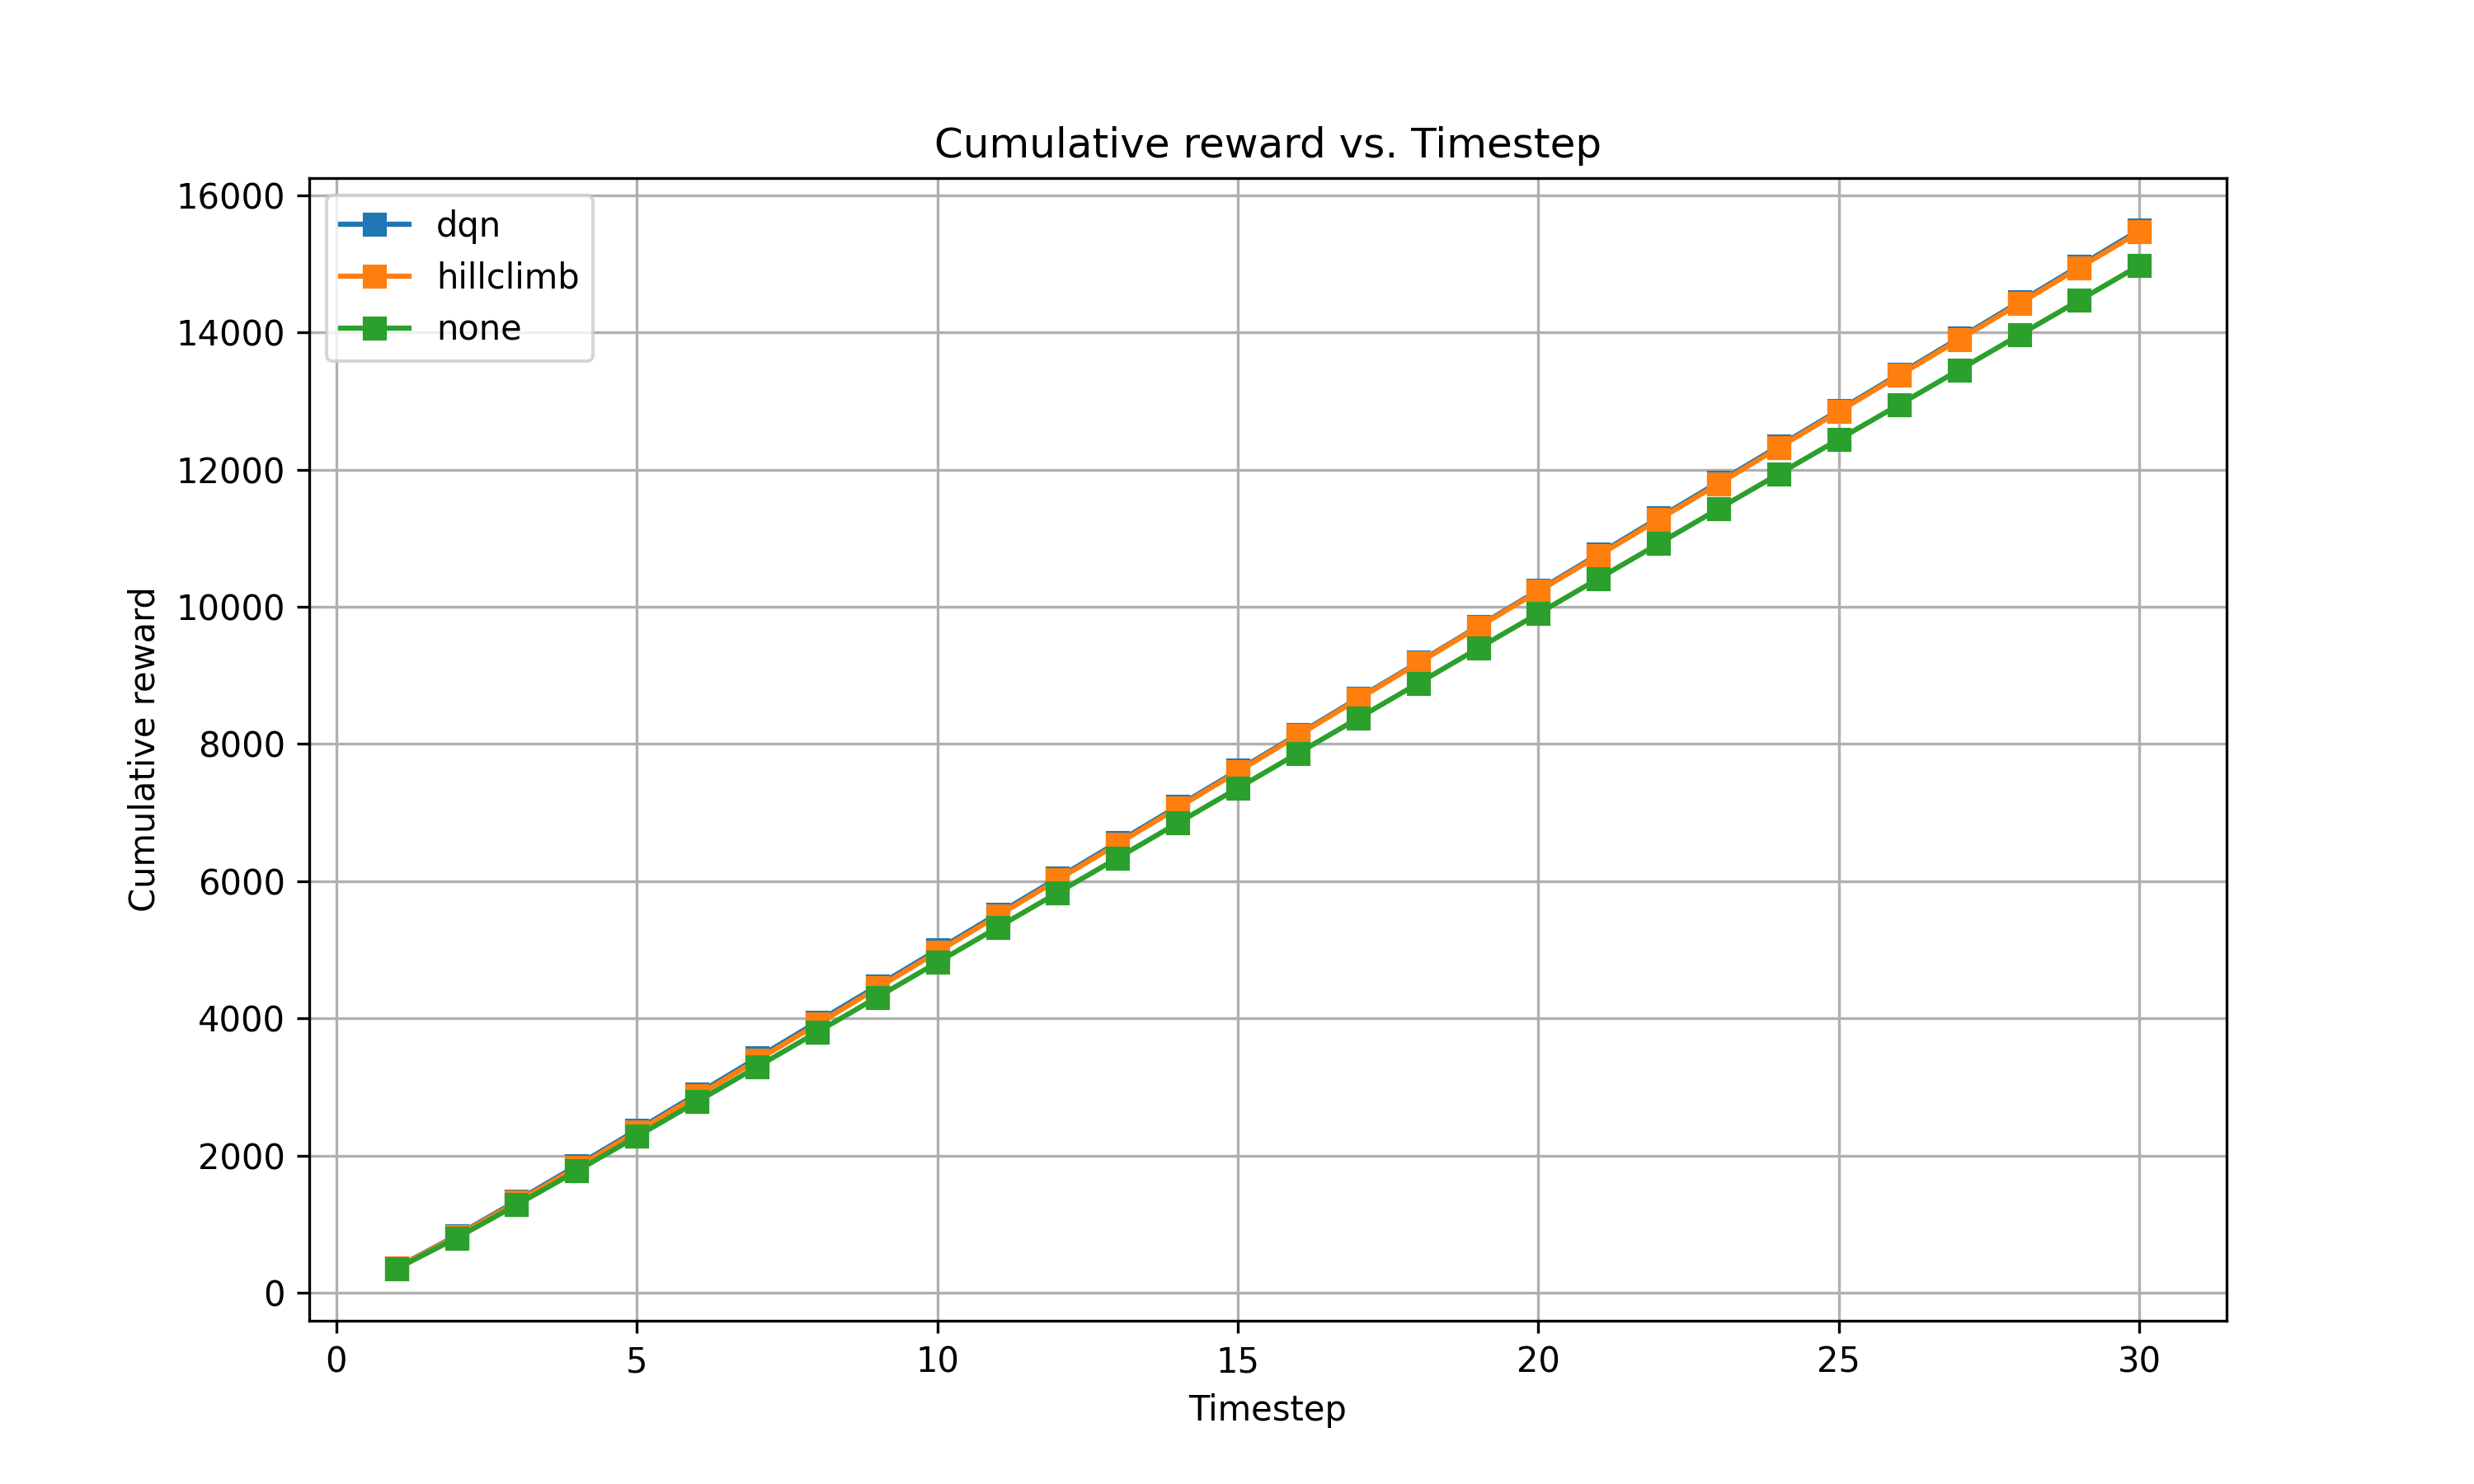 Cumulative reward vs. Timestep
16000
14000
12000
10000
8000
6000
4000
2000
0
Cumulative reward
dqn
hillclimb
none
0 5 10 15 20 25 30
Timestep